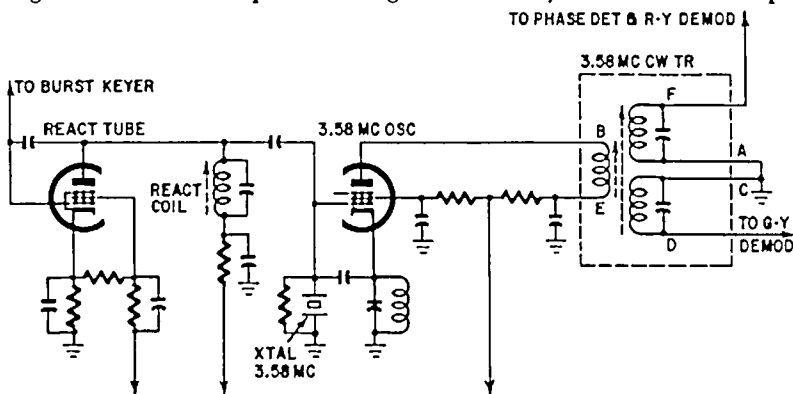 TO PHASE DET & R-Y DEMOD
3.58 MC CW TR
TO BURST KEYER
REACT TUBE
3.58 MC OSC
REACT
COIL
B
E
F
A
C
D
TO G-Y
DEMOD
XTAL
3.58 MC